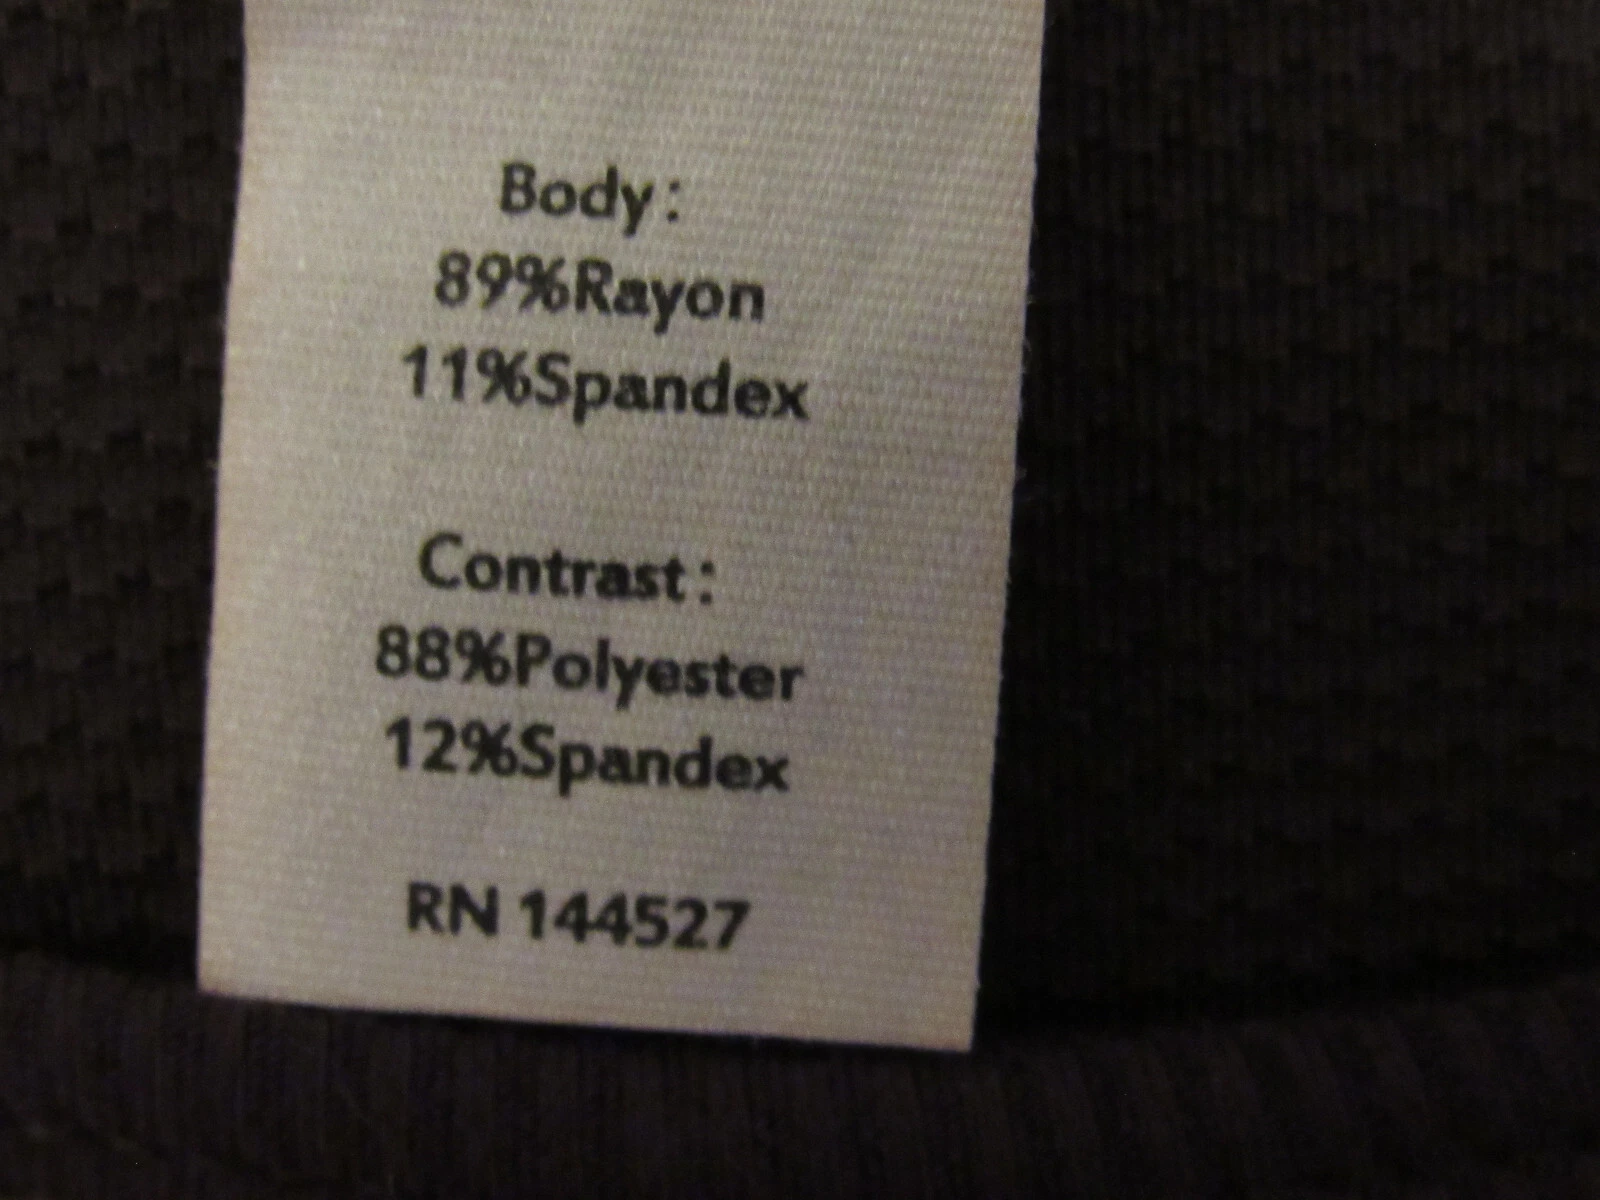 Body:
89%Rayon
11%Spandex
Contrast:
88%Polyester
12%Spandex
RN 144527